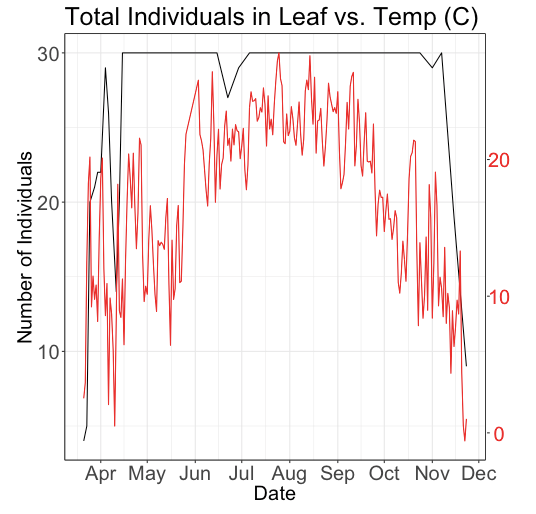 Total Individuals in Leaf vs. Temp (C)
Number of Individuals
30
20
10
20
10
0
Apr May Jun Jul Aug Sep Oct Nov Dec
Date